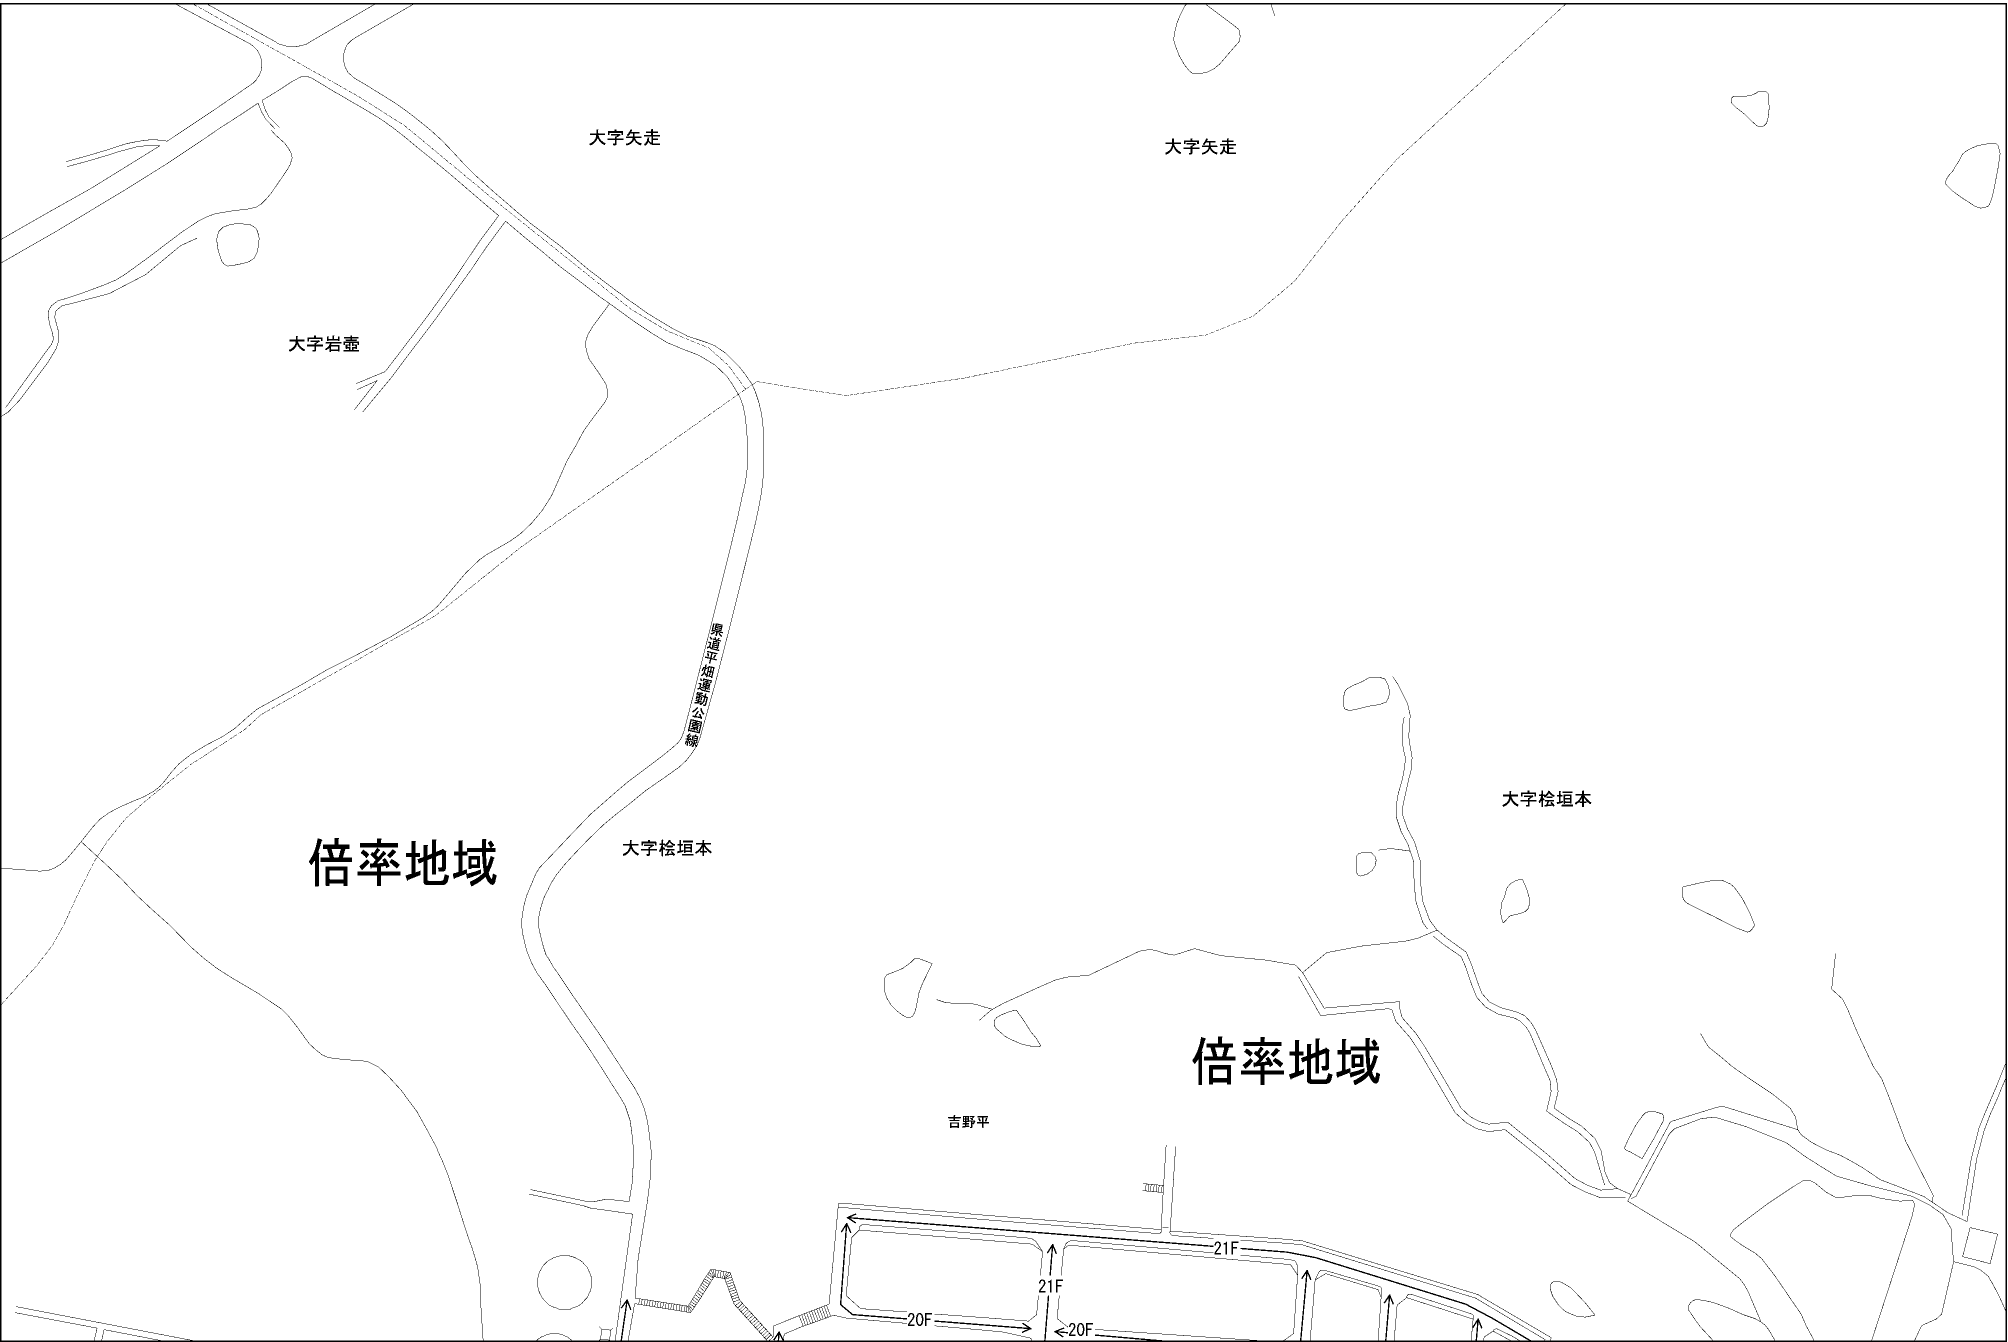 大字矢走
大字矢走
大字岩壺
県道平畑運動公園線
大字桧垣本
大字桧垣本
倍率地域
倍率地域
吉野平
21F
21F
20F
20F